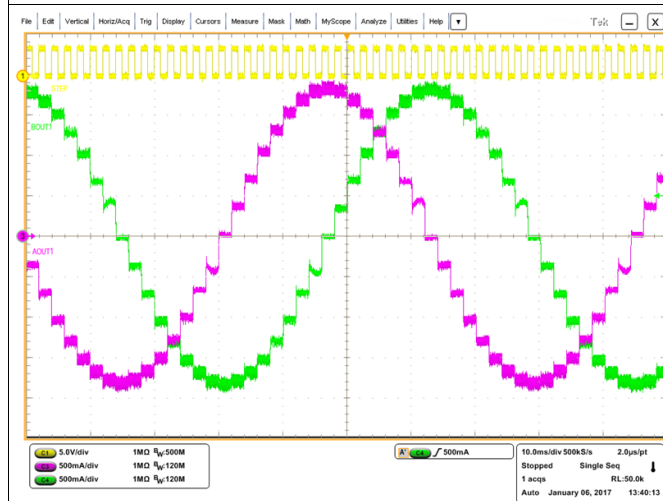 File Edit Vertical Horiz/Acq Trig Display Cursors Measure Mask Math MyScope Analyze Utilities Help Tek
1
STEP
BOUT1
AOUT1
C1 5.0V/div 1MΩ BW:500M
C3 500mA/div 1MΩ BW:120M
C4 500mA/div 1MΩ BW:120M
A' C4 500mA
10.0ms/div 500kS/s 2.0µs/pt
Stopped Single Seq
1 acqs RL:50.0k
Auto January 06, 2017 13:40:13